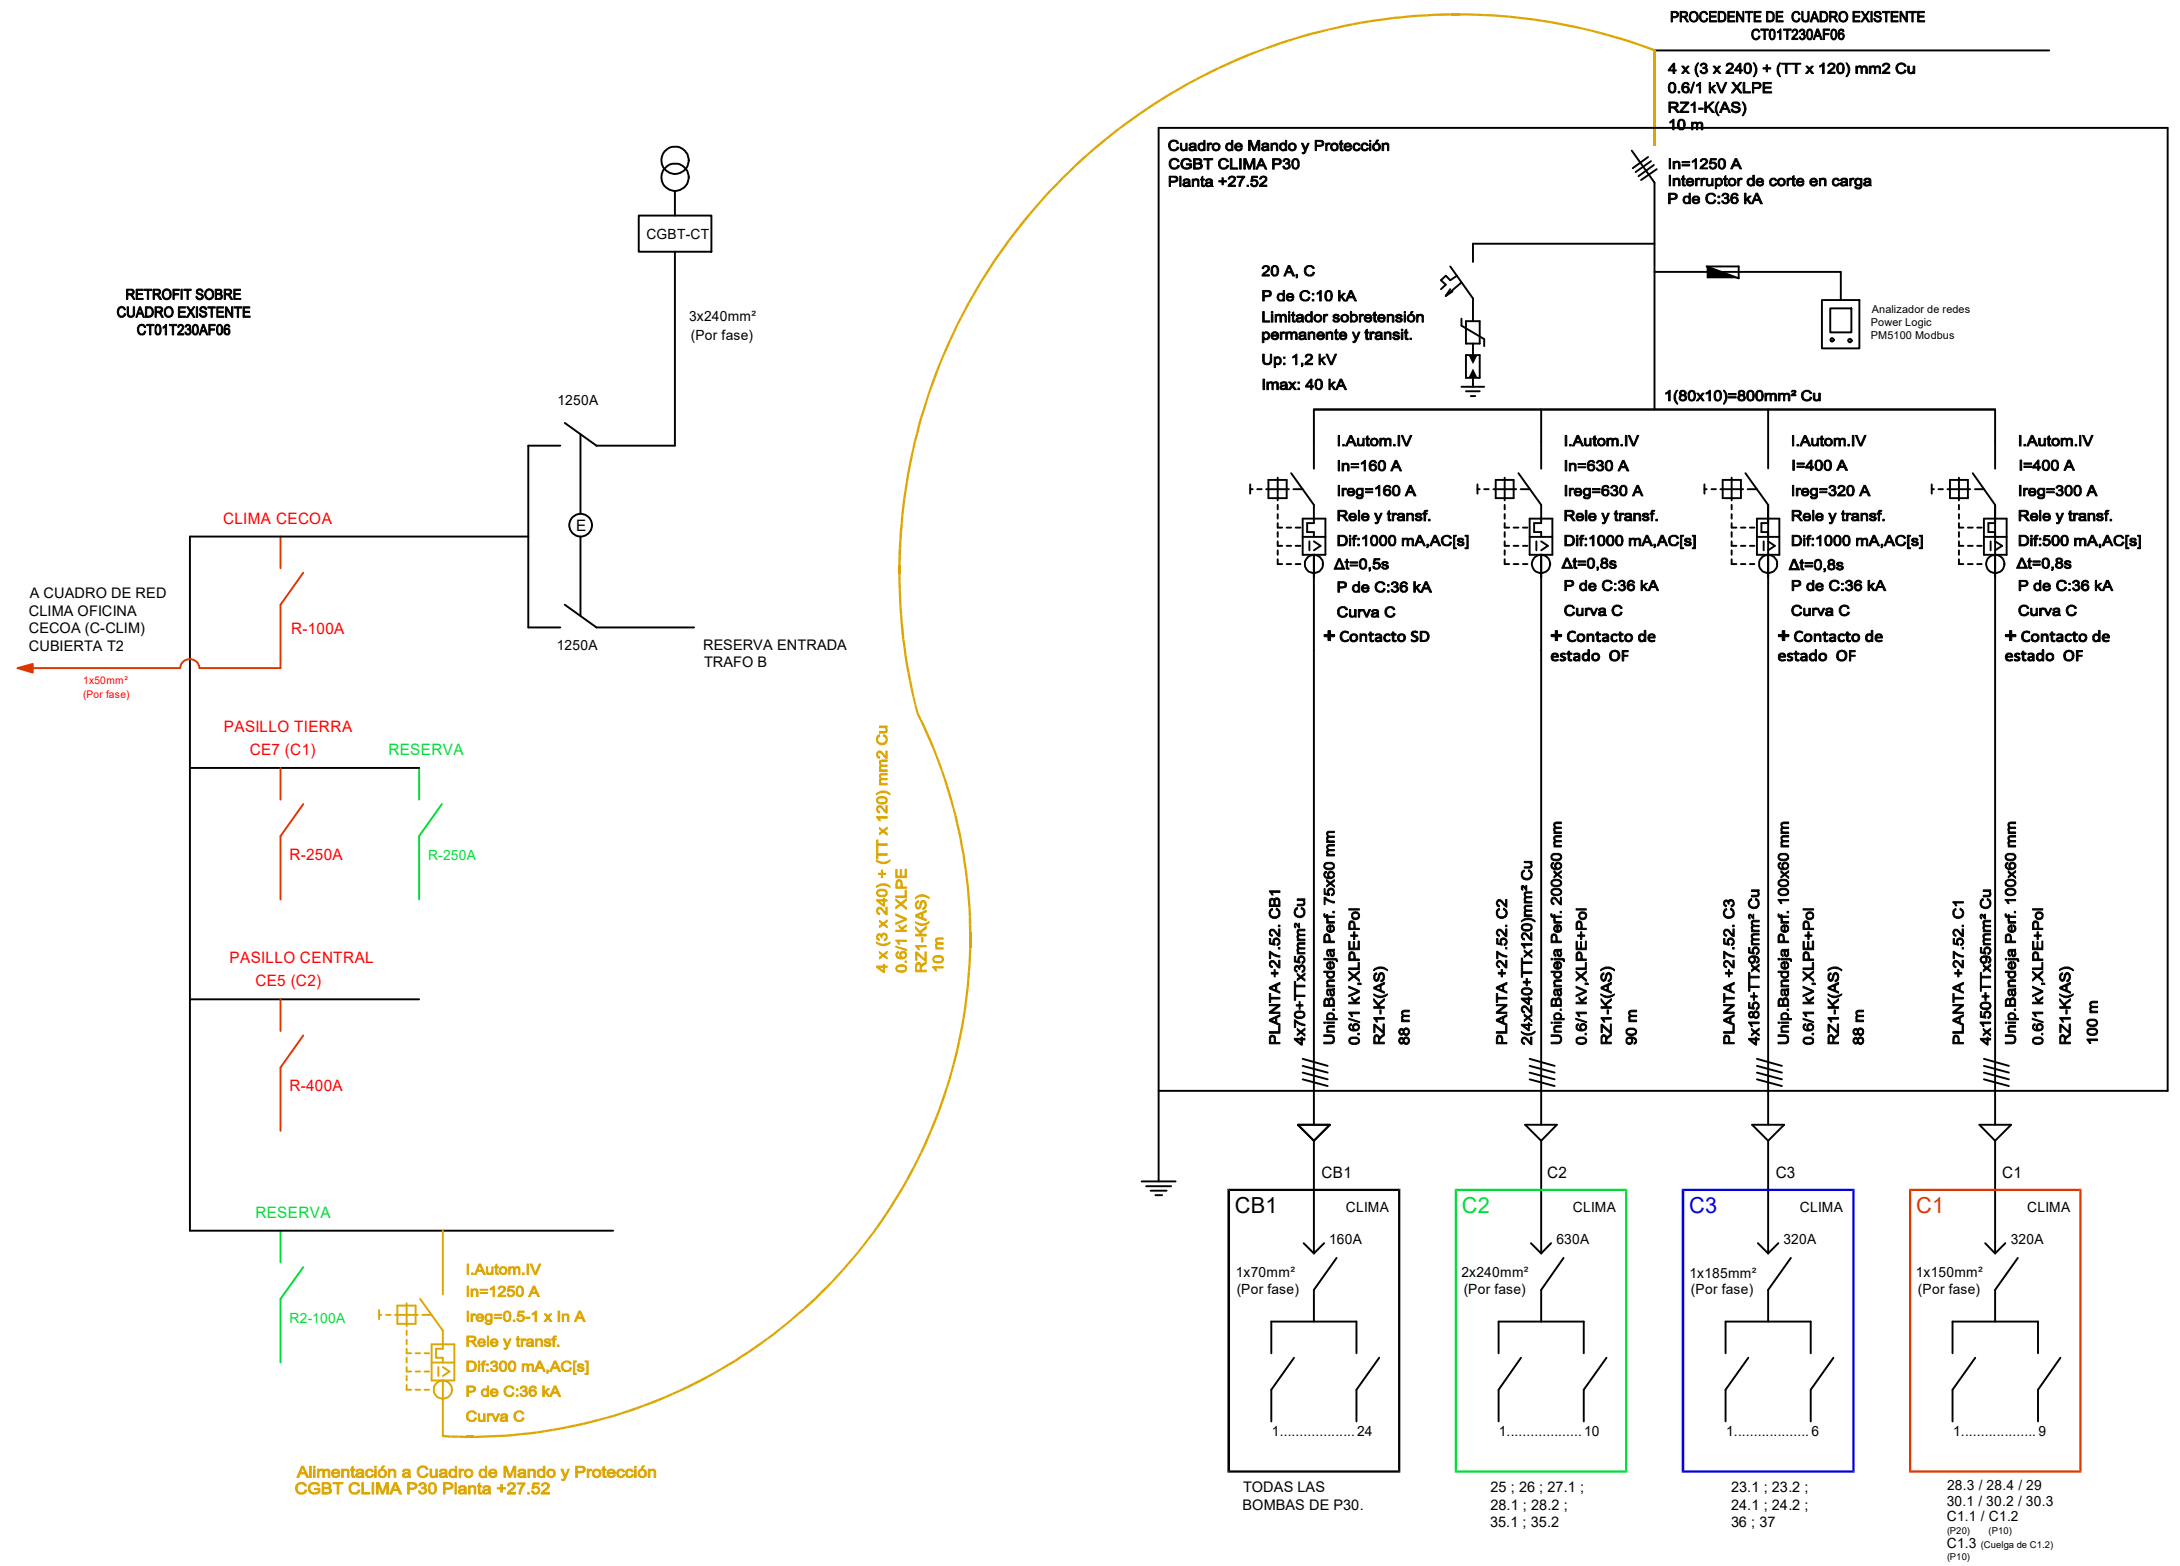 RETROFIT SOBRE
CUADRO EXISTENTE
CT01T230AF06
CGBT-CT
3x240mm²
(Por fase)
1250A
E
1250A
RESERVA ENTRADA
TRAFO B
CLIMA CECOA
R-100A
A CUADRO DE RED
CLIMA OFICINA
CECOA (C-CLIM)
CUBIERTA T2
1x50mm²
(Por fase)
PASILLO TIERRA
CE7 (C1)
RESERVA
R-250A
R-250A
PASILLO CENTRAL
CE5 (C2)
R-400A
RESERVA
R2-100A
I.Autom.IV
In=1250 A
Ireg=0.5-1 x In A
Rele y transf.
Dif:300 mA,AC[s]
P de C:36 kA
Curva C
Alimentación a Cuadro de Mando y Protección
CGBT CLIMA P30 Planta +27.52
4 x (3 x 240) + (TT x 120) mm2 Cu
0.6/1 kV XLPE
RZ1-K(AS)
10 m
PROCEDENTE DE CUADRO EXISTENTE
CT01T230AF06
4 x (3 x 240) + (TT x 120) mm2 Cu
0.6/1 kV XLPE
RZ1-K(AS)
10 m
Cuadro de Mando y Protección
CGBT CLIMA P30
Planta +27.52
In=1250 A
Interruptor de corte en carga
P de C:36 kA
20 A, C
P de C:10 kA
Limitador sobretensión
permanente y transit.
Up: 1,2 kV
Imax: 40 kA
Analizador de redes
Power Logic
PM5100 Modbus
1(80x10)=800mm² Cu
I.Autom.IV
In=160 A
Ireg=160 A
Rele y transf.
Dif:1000 mA,AC[s]
Δt=0,5s
P de C:36 kA
Curva C
+ Contacto SD
I.Autom.IV
In=630 A
Ireg=630 A
Rele y transf.
Dif:1000 mA,AC[s]
Δt=0,8s
P de C:36 kA
Curva C
+ Contacto de
estado OF
I.Autom.IV
I=400 A
Ireg=320 A
Rele y transf.
Dif:1000 mA,AC[s]
Δt=0,8s
P de C:36 kA
Curva C
+ Contacto de
estado OF
I.Autom.IV
I=400 A
Ireg=300 A
Rele y transf.
Dif:500 mA,AC[s]
Δt=0,8s
P de C:36 kA
Curva C
+ Contacto de
estado OF
PLANTA +27.52. CB1
4x70+TTx35mm² Cu
Unip.Bandeja Perf. 75x60 mm
0.6/1 kV,XLPE+Pol
RZ1-K(AS)
88 m
PLANTA +27.52. C2
2(4x240+TTx120)mm² Cu
Unip.Bandeja Perf. 200x60 mm
0.6/1 kV,XLPE+Pol
RZ1-K(AS)
90 m
PLANTA +27.52. C3
4x185+TTx95mm² Cu
Unip.Bandeja Perf. 100x60 mm
0.6/1 kV,XLPE+Pol
RZ1-K(AS)
88 m
PLANTA +27.52. C1
4x150+TTx95mm² Cu
Unip.Bandeja Perf. 100x60 mm
0.6/1 kV,XLPE+Pol
RZ1-K(AS)
100 m
CB1
CB1 CLIMA
160A
1x70mm²
(Por fase)
1...................24
TODAS LAS
BOMBAS DE P30.
C2
C2 CLIMA
630A
2x240mm²
(Por fase)
1...................10
25 ; 26 ; 27.1 ;
28.1 ; 28.2 ;
35.1 ; 35.2
C3
C3 CLIMA
320A
1x185mm²
(Por fase)
1...................6
23.1 ; 23.2 ;
24.1 ; 24.2 ;
36 ; 37
C1
C1 CLIMA
320A
1x150mm²
(Por fase)
1...................9
28.3 / 28.4 / 29
30.1 / 30.2 / 30.3
C1.1 / C1.2
(P20) (P10)
C1.3 (Cuelga de C1.2)
(P10)